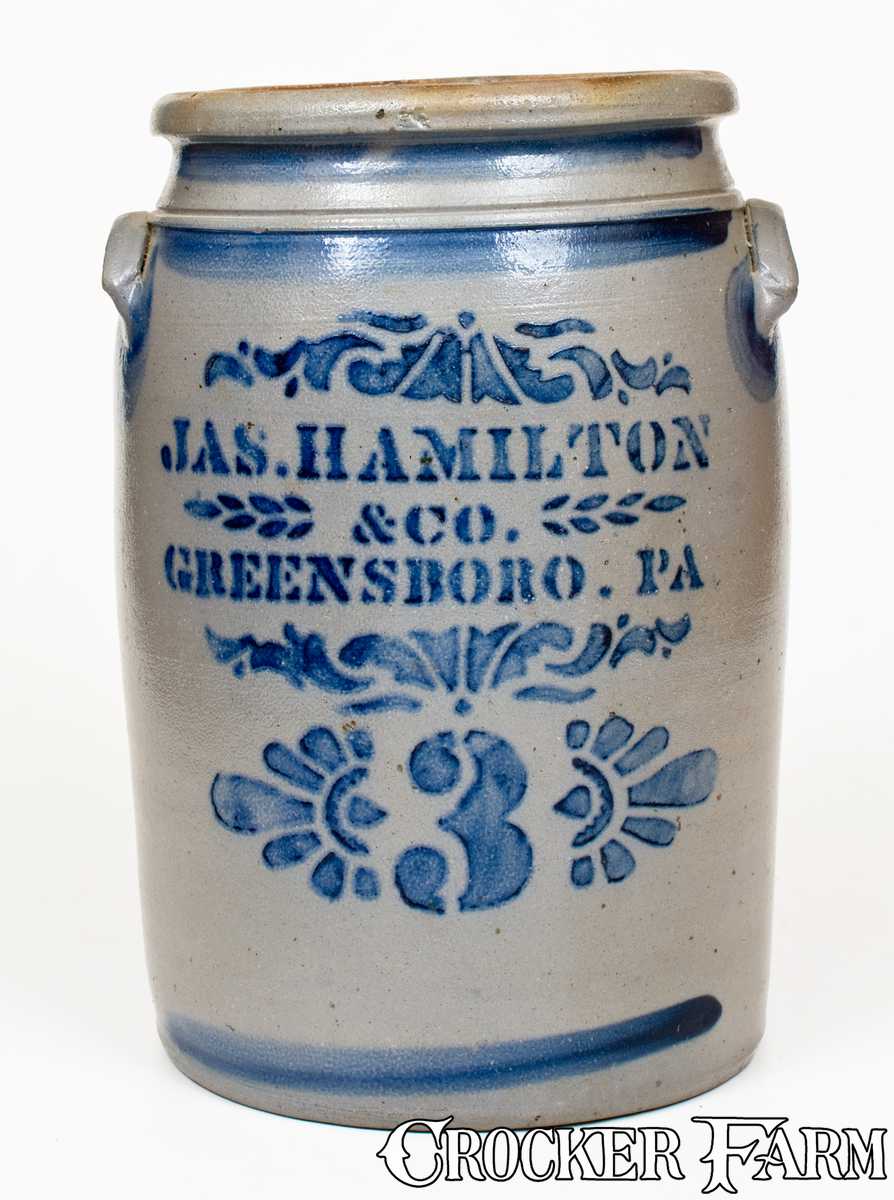 JAS. HAMILTON
& CO.
GREENSBORO. PA
3
CROCKER FARM